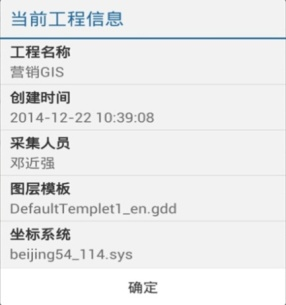 当前工程信息
工程名称
营销GIS
创建时间
2014-12-22 10:39:08
采集人员
邓近强
图层模板
DefaultTemplet1_en.gdd
坐标系统
beijing54_114.sys
确定